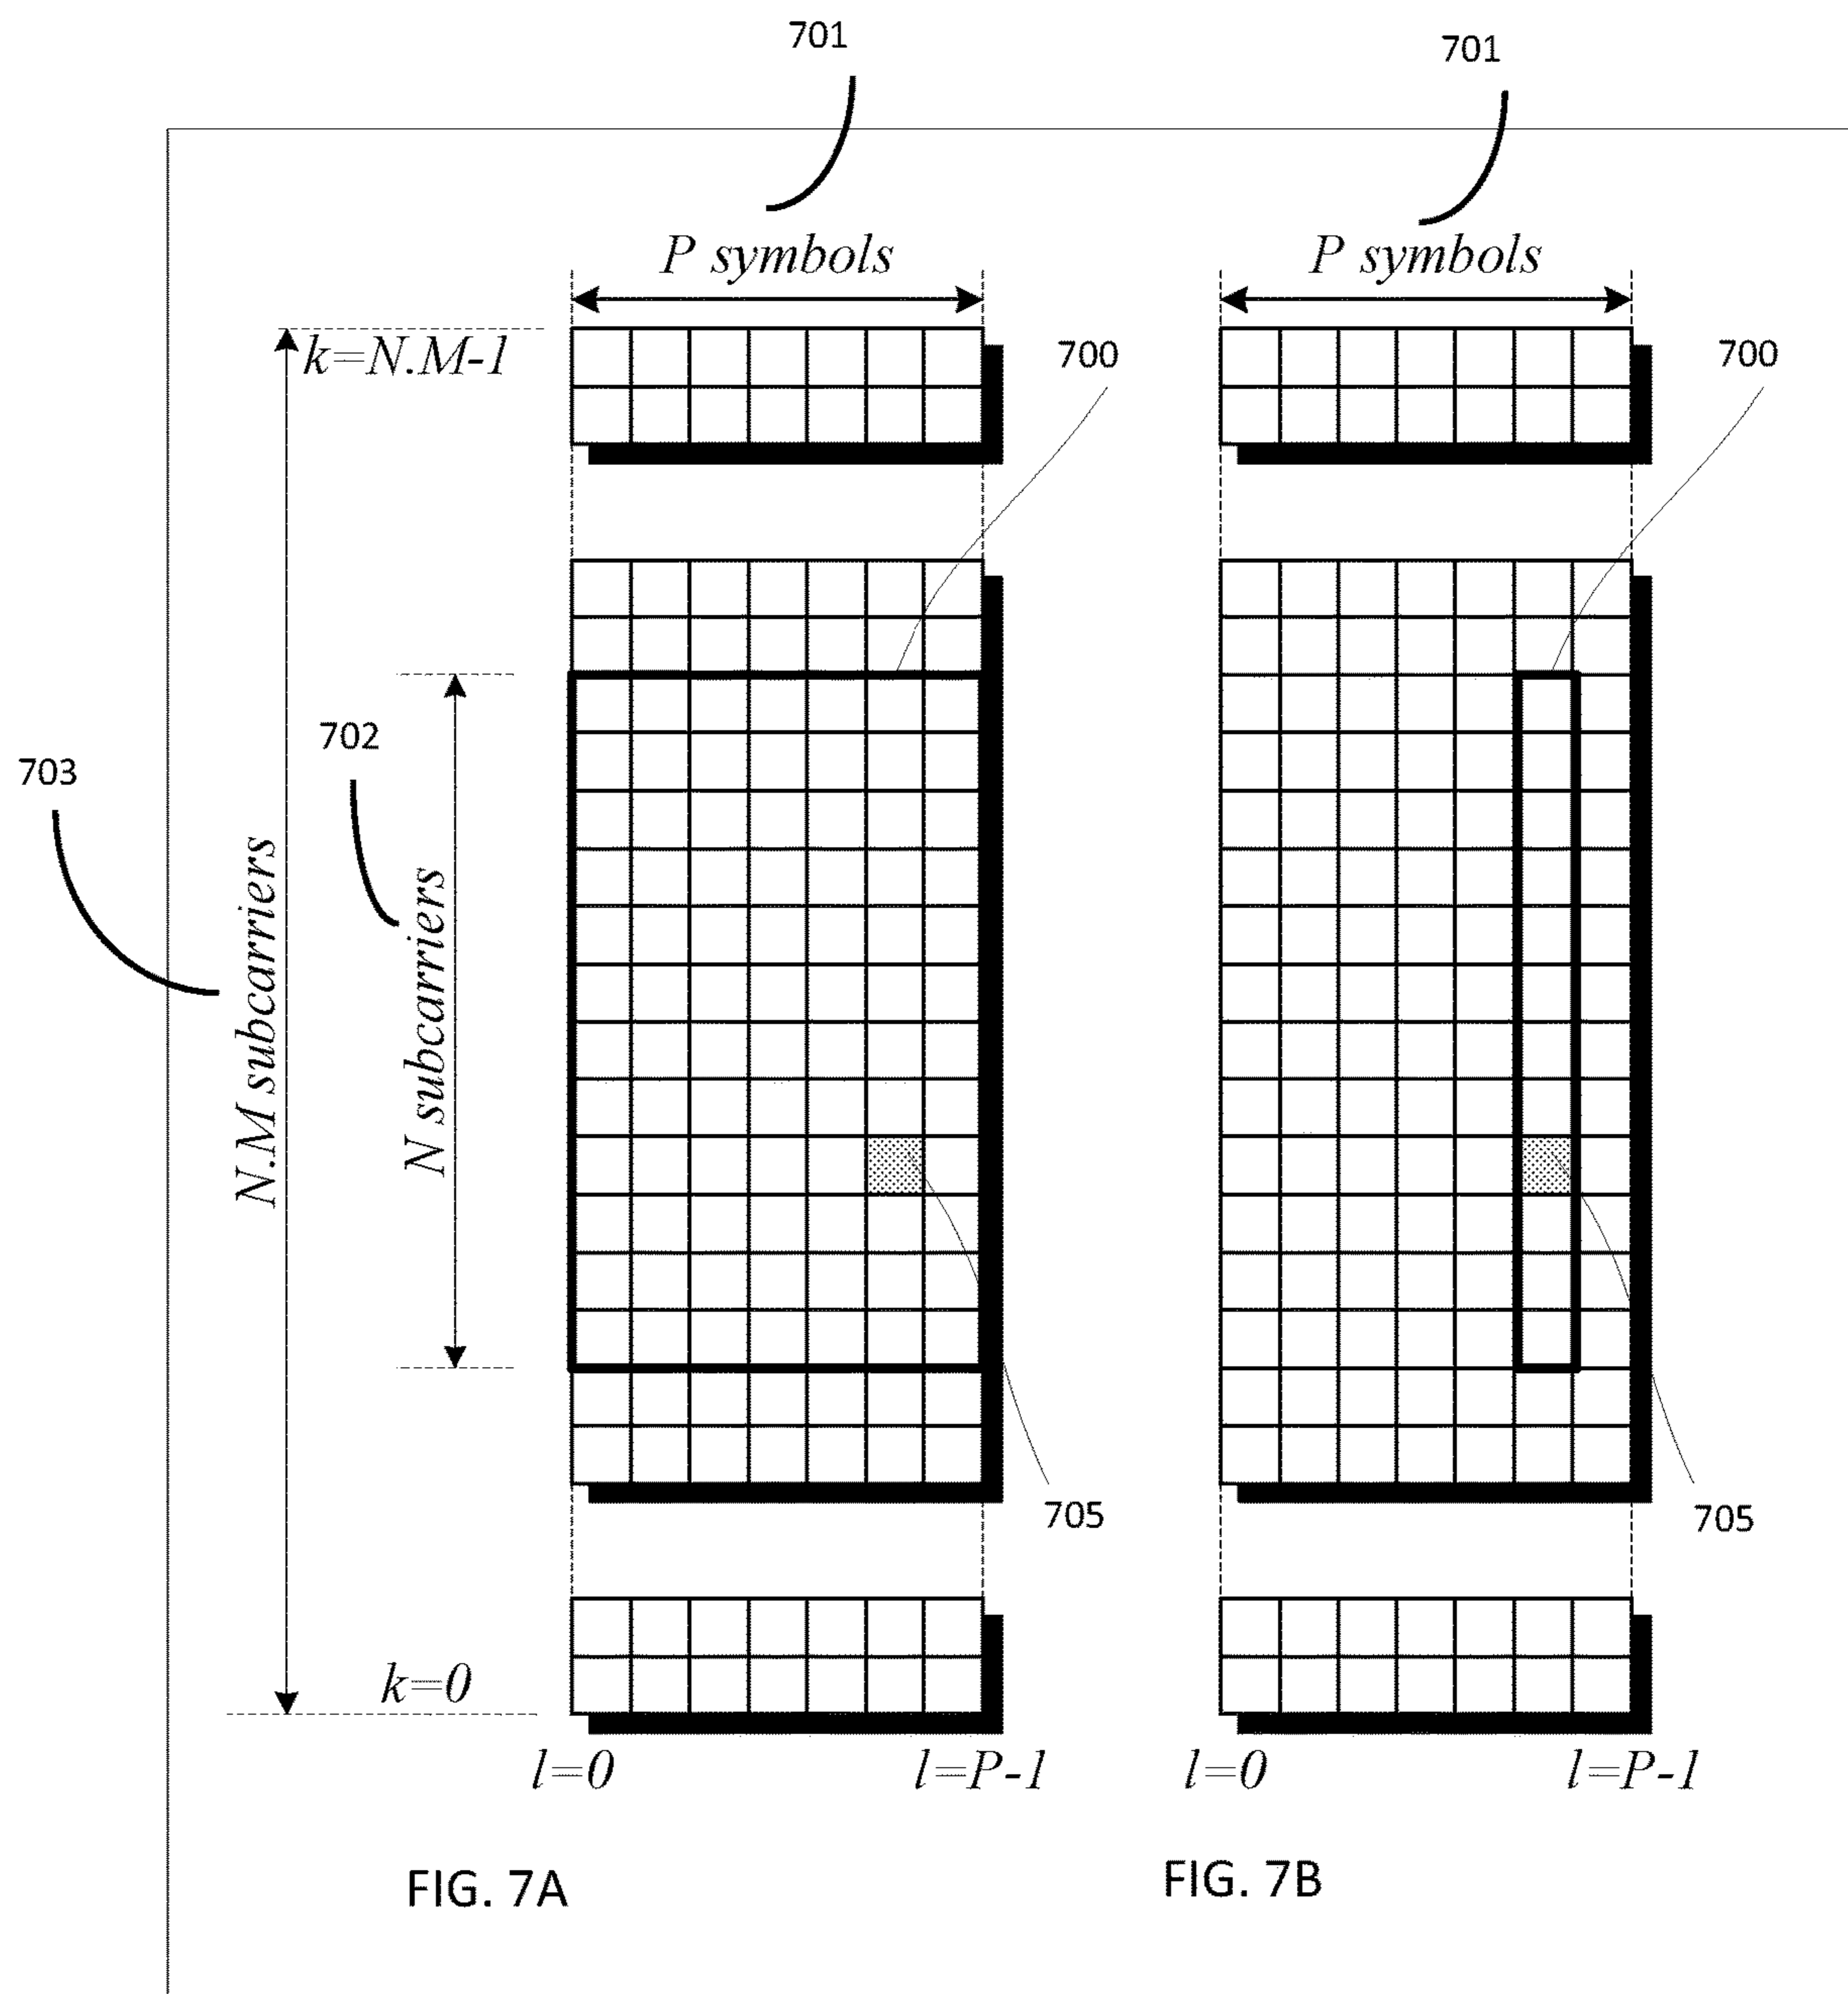 701
701
P symbols
P symbols
k=N.M-1
700
700
702
703
N.M subcarriers
N subcarriers
705
705
k=0
l=0
l=P-1
l=0
l=P-1
FIG. 7A
FIG. 7B